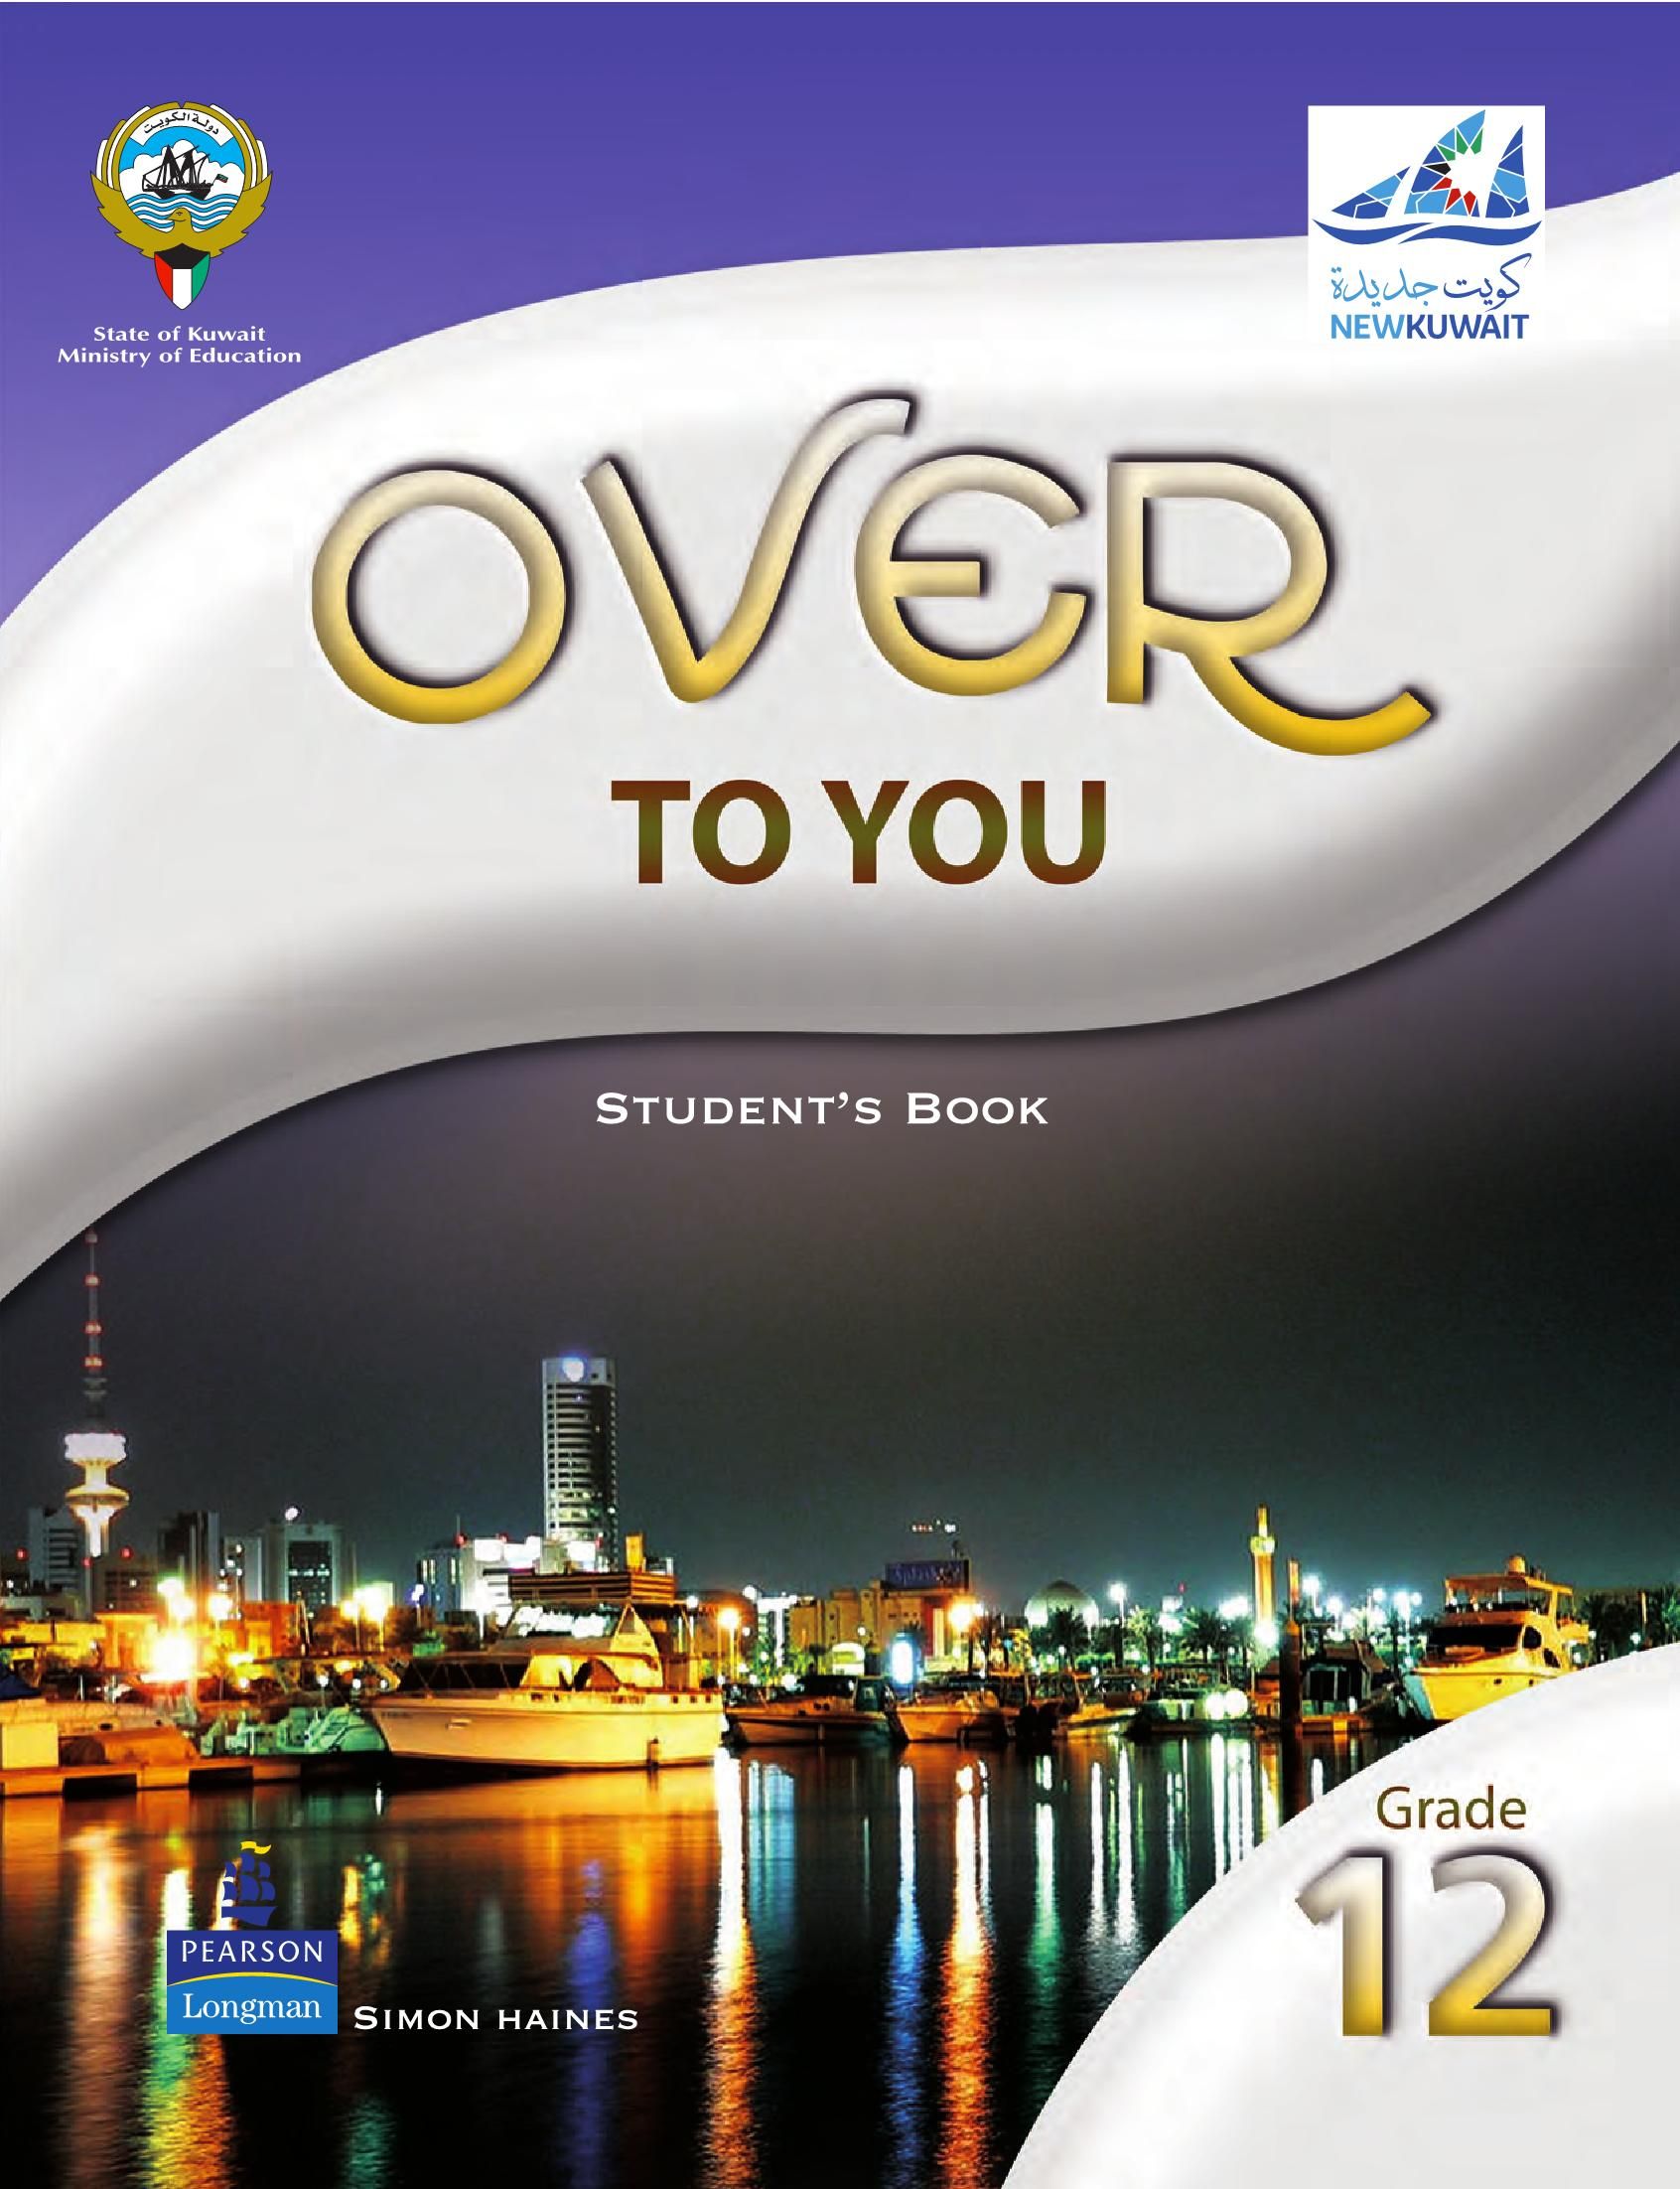 دولة الكويت
State of Kuwait
Ministry of Education
كويت جديدة
NEWKUWAIT
OVER
TO YOU
STUDENT'S BOOK
Grade
12
PEARSON
Longman
SIMON HAINES